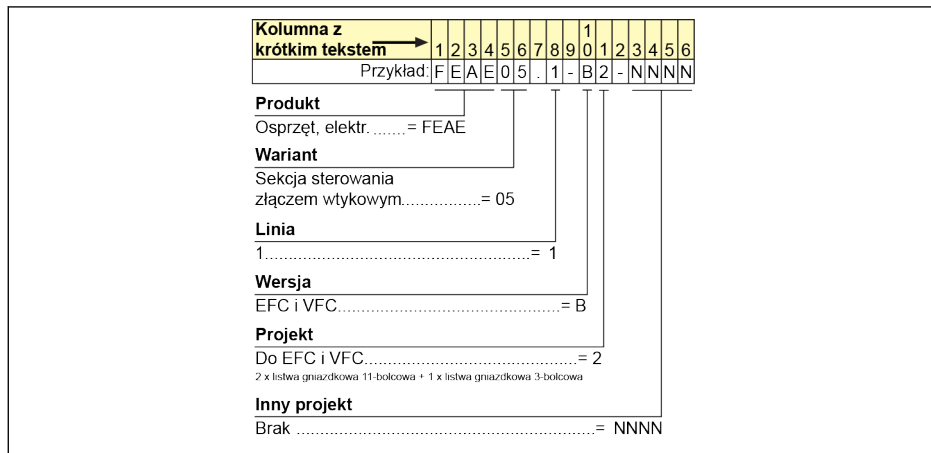 Kolumna z
1
krótkim tekstem 1 2 3 4 5 6 7 8 9 0 1 2 3 4 5 6
Przykład: F E A E 0 5 . 1 - B 2 - N N N N
Produkt
Osprzęt, elektr. .......= FEAE
Wariant
Sekcja sterowania
złączem wtykowym.................= 05
Linia
1....................................................= 1
Wersja
EFC i VFC...........................................= B
Projekt
Do EFC i VFC.........................................= 2
2 x listwa gniazdkowa 11-bolcowa + 1 x listwa gniazdkowa 3-bolcowa
Inny projekt
Brak .........................................................= NNNN